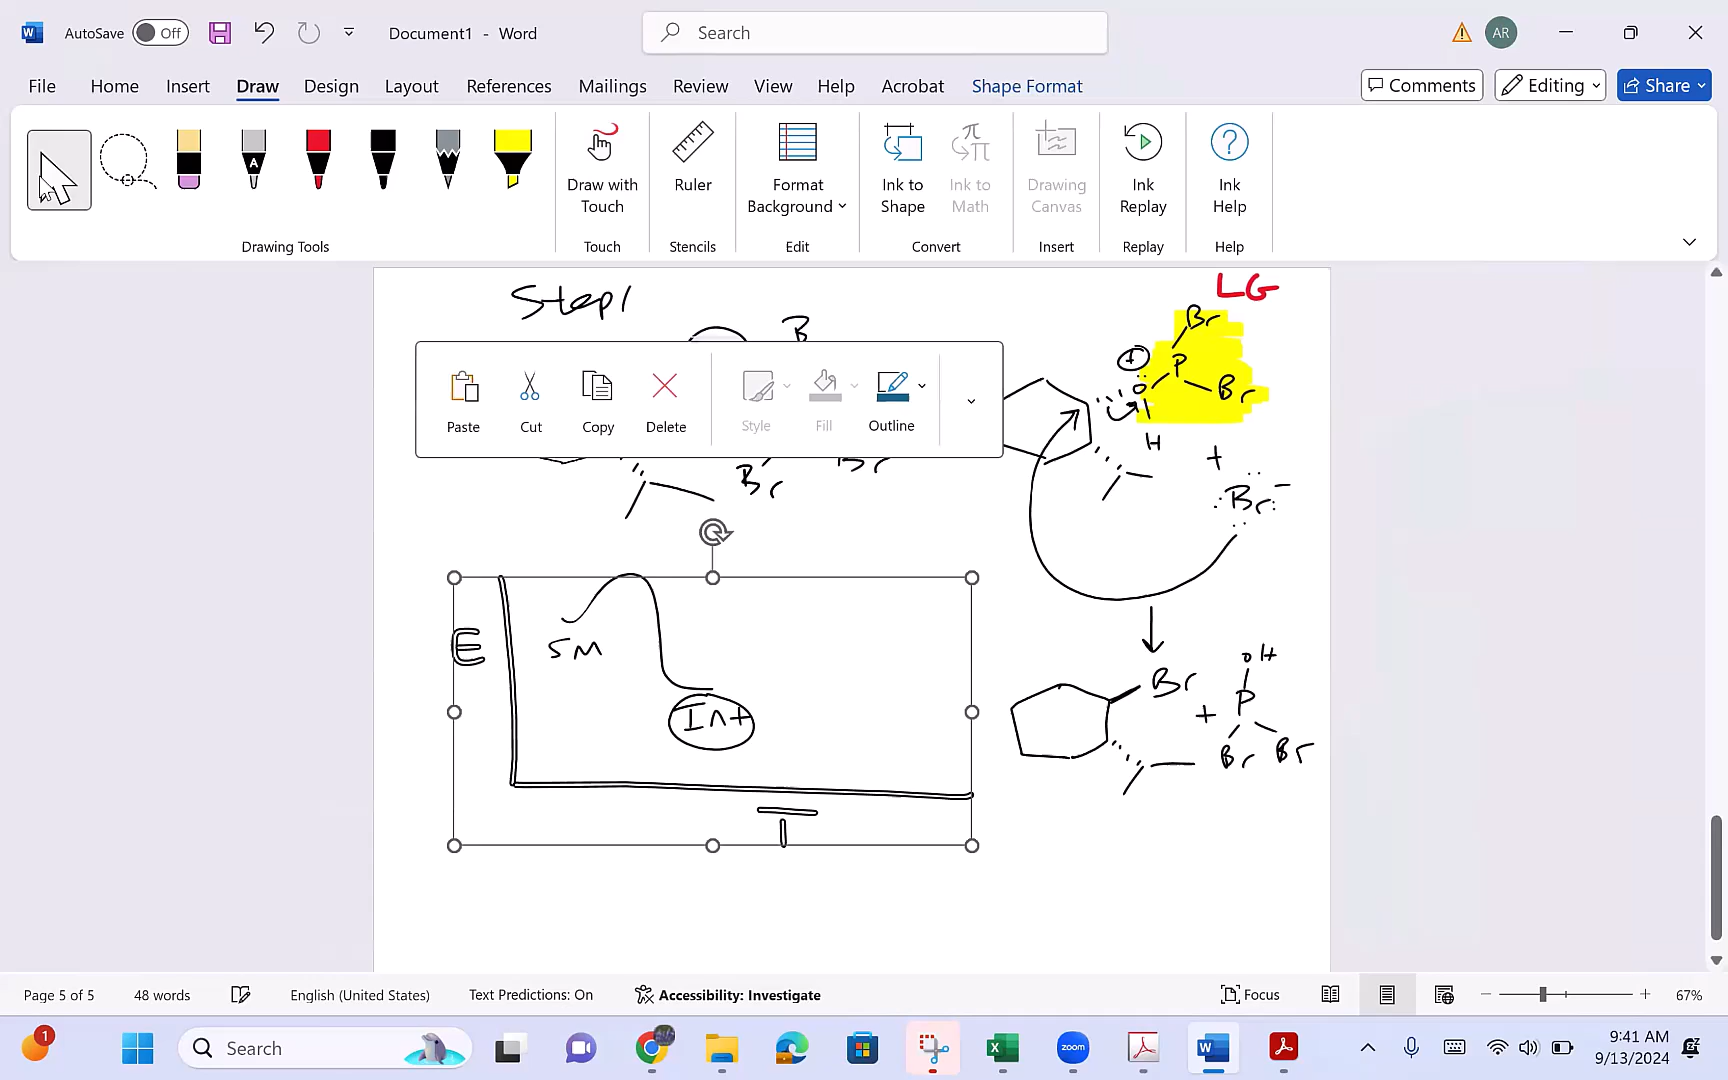 AutoSave Off Document1 - Word Search AR
File Home Insert Draw Design Layout References Mailings Review View Help Acrobat Shape Format Comments Editing Share
A
Draw with Touch
Ruler
Format Background
Ink to Shape
Ink to Math
Drawing Canvas
Ink Replay
Ink Help
Drawing Tools Touch Stencils Edit Convert Insert Replay Help
Step 1
LG
B
Br
P
Br
O
H
+
Br
Paste Cut Copy Delete Style Fill Outline
Br Br
E
SM
Int
T
Br
+
OH
P
Br Br
Page 5 of 5 48 words English (United States) Text Predictions: On Accessibility: Investigate Focus 67%
1 Search zoom 9:41 AM
9/13/2024